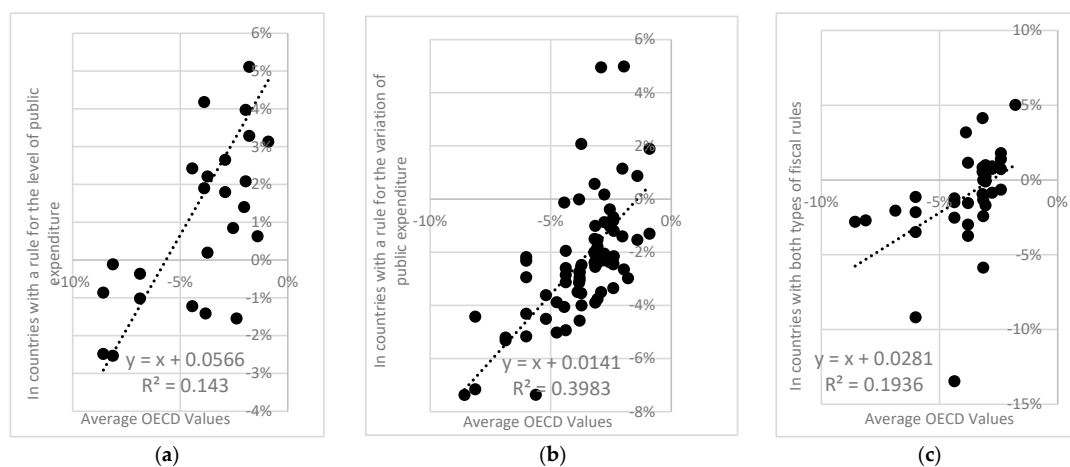 In countries with a rule for the level of public
expenditure
6%
5%
4%
3%
2%
1%
0%
-1%
-2%
-3%
-4%
-10%
-5%
0%
y = x + 0.0566
R² = 0.143
Average OECD Values
(a)
In countries with a rule for the variation of
public expenditure
6%
4%
2%
0%
-2%
-4%
-6%
-8%
-10%
-5%
0%
y = x + 0.0141
R² = 0.3983
Average OECD Values
(b)
In countries with both types of fiscal rules
10%
5%
0%
-5%
-10%
-15%
-10%
-5%
0%
y = x + 0.0281
R² = 0.1936
Average OECD Values
(c)